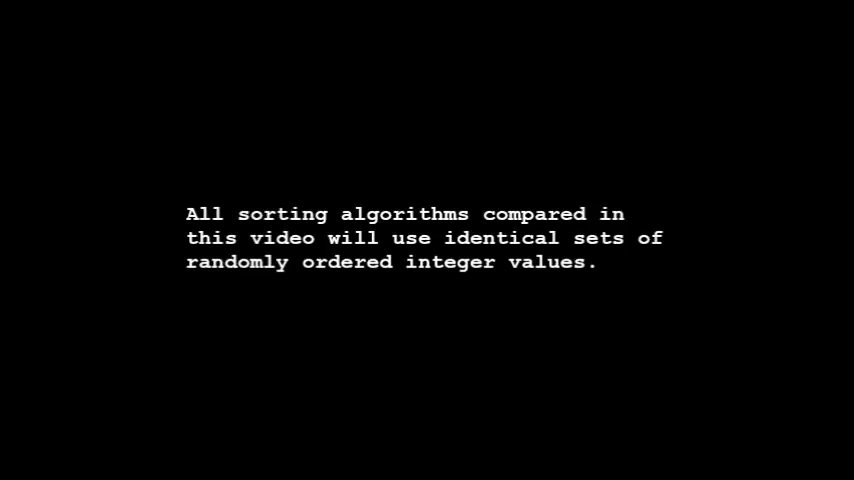 All sorting algorithms compared in
this video will use identical sets of
randomly ordered integer values.